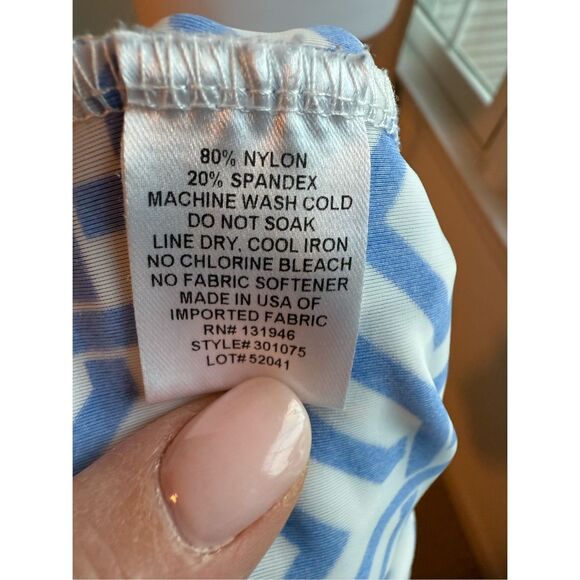 80% NYLON
20% SPANDEX
MACHINE WASH COLD
DO NOT SOAK
LINE DRY, COOL IRON
NO CHLORINE BLEACH
NO FABRIC SOFTENER
MADE IN USA OF
IMPORTED FABRIC
RN# 131946
STYLE# 301075
LOT# 52041